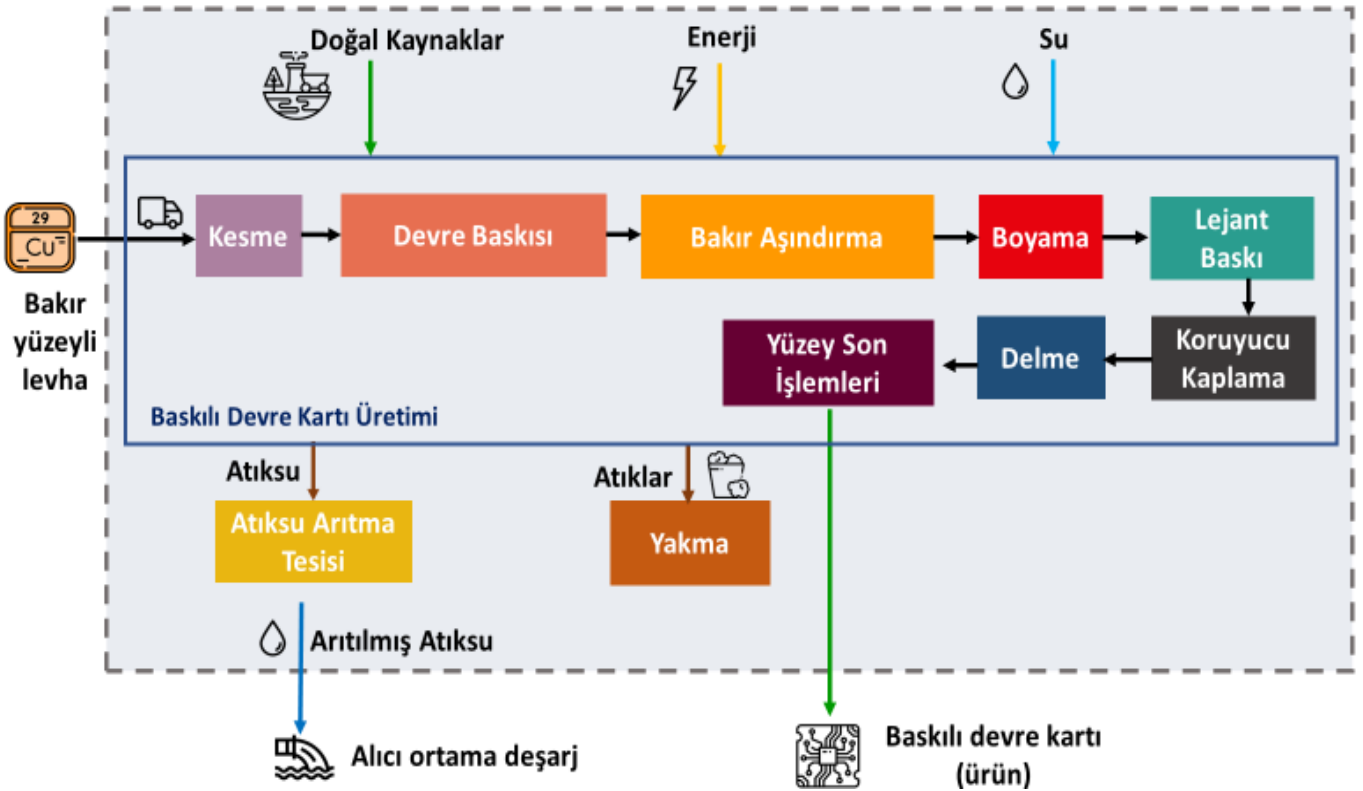 Doğal Kaynaklar
Enerji
Su
29
Cu
Bakır
yüzeyli
levha
Kesme
Devre Baskısı
Bakır Aşındırma
Boyama
Lejant
Baskı
Yüzey Son
İşlemleri
Delme
Koruyucu
Kaplama
Baskılı Devre Kartı Üretimi
Atıksu
Atıklar
Atıksu Arıtma
Tesisi
Yakma
Arıtılmış Atıksu
Alıcı ortama deşarj
Baskılı devre kartı
(ürün)